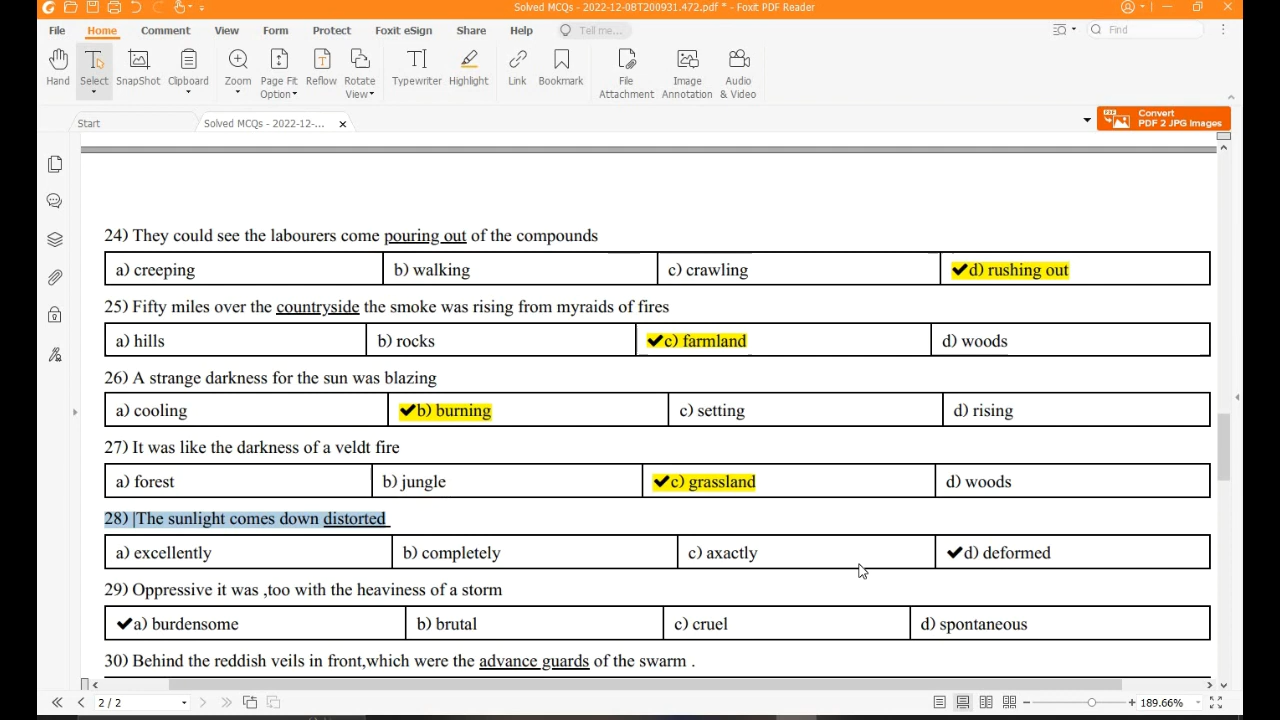 Solved MCQs - 2022-12-08T200931.472.pdf * - Foxit PDF Reader
File Home Comment View Form Protect Foxit eSign Share Help Tell me... Find
Hand Select SnapShot Clipboard Zoom Page Fit Option Reflow Rotate View Typewriter Highlight Link Bookmark File Attachment Image Annotation Audio & Video
Start Solved MCQs - 2022-12-... Convert PDF 2 JPG Images
24) They could see the labourers come pouring out of the compounds
a) creeping b) walking c) crawling ✔d) rushing out
25) Fifty miles over the countryside the smoke was rising from myraids of fires
a) hills b) rocks ✔c) farmland d) woods
26) A strange darkness for the sun was blazing
a) cooling ✔b) burning c) setting d) rising
27) It was like the darkness of a veldt fire
a) forest b) jungle ✔c) grassland d) woods
28) The sunlight comes down distorted
a) excellently b) completely c) axactly ✔d) deformed
29) Oppressive it was ,too with the heaviness of a storm
✔a) burdensome b) brutal c) cruel d) spontaneous
30) Behind the reddish veils in front,which were the advance guards of the swarm .
2 / 2 189.66%